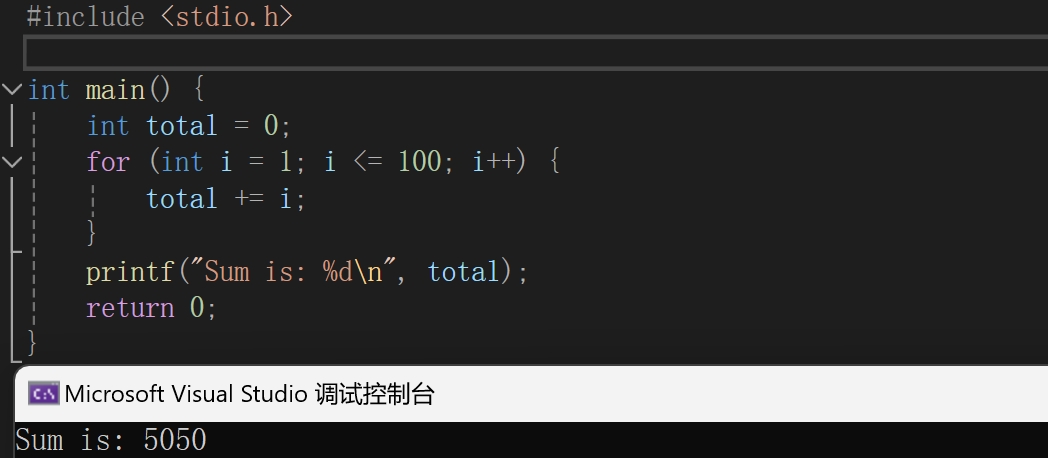 #include <stdio.h>
int main() {
int total = 0;
for (int i = 1; i <= 100; i++) {
total += i;
}
printf("Sum is: %d\n", total);
return 0;
}
Microsoft Visual Studio 调试控制台
Sum is: 5050